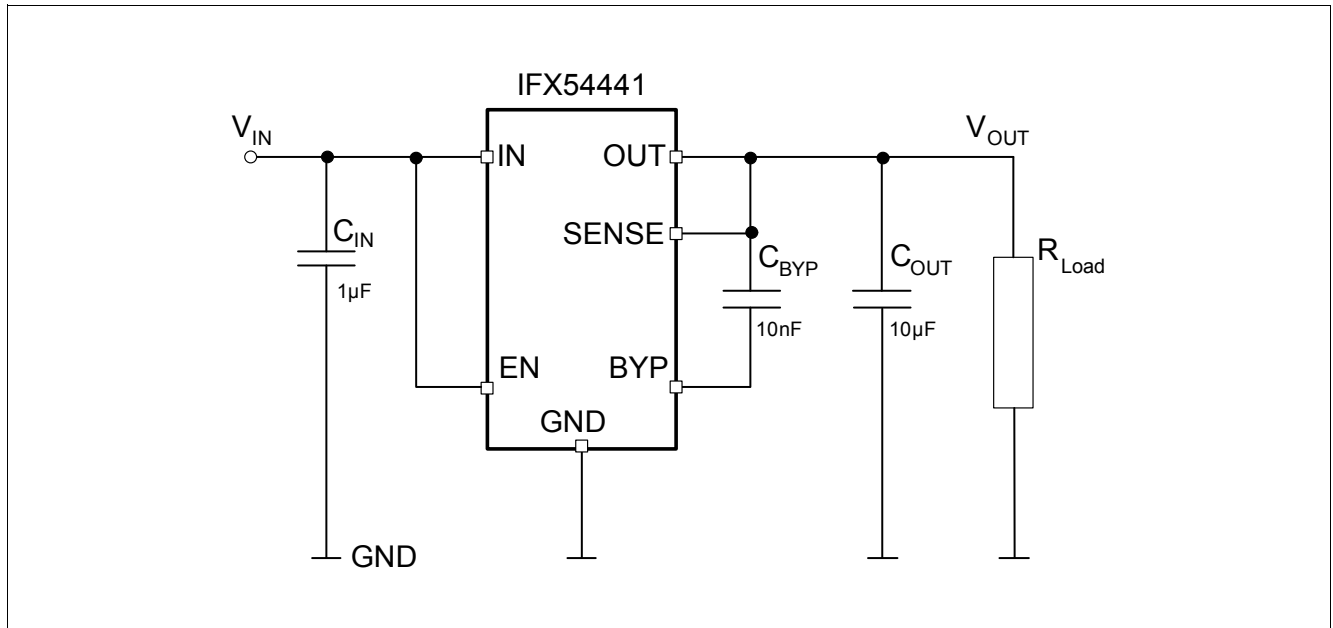 IFX54441
V_IN
V_OUT
IN
OUT
SENSE
C_IN
1µF
C_BYP
10nF
C_OUT
10µF
R_Load
EN
BYP
GND
GND